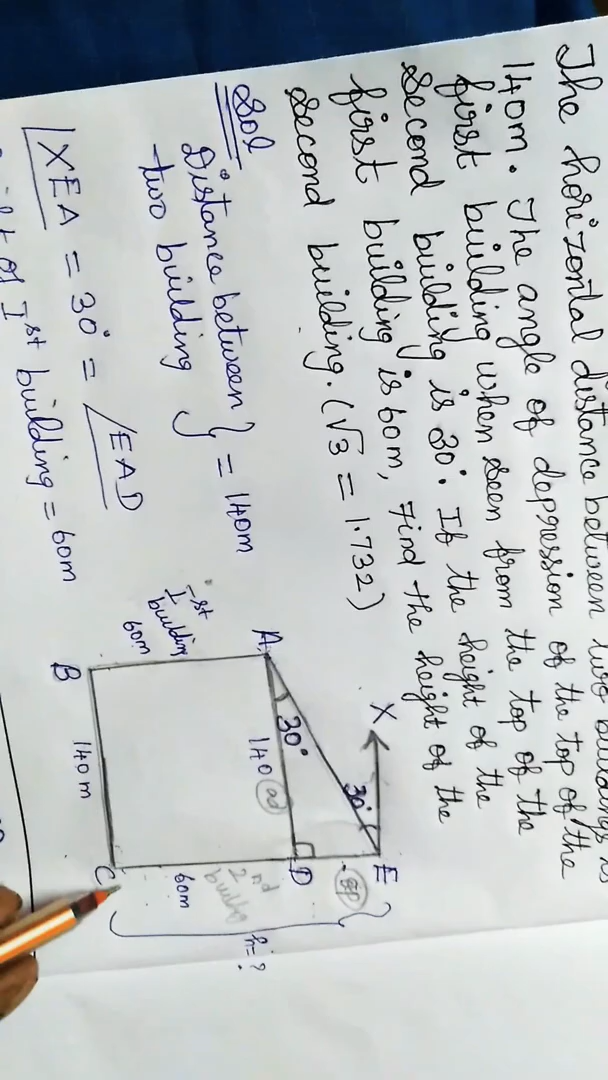 The horizontal distance between two buildings is
140m. The angle of depression of the top of the
first building when seen from the top of the
second building is 30°. If the height of the
first building is 60m, Find the height of the
second building. (√3 = 1.732)
Sol
Distance between
two building } = 140m
∠XEA = 30° = ∠EAD
of Ist building = 60m
X
E
30°
A
30°
140
ad
D
op
Ist
building
60m
2nd
60m
h=?
B
140m
C